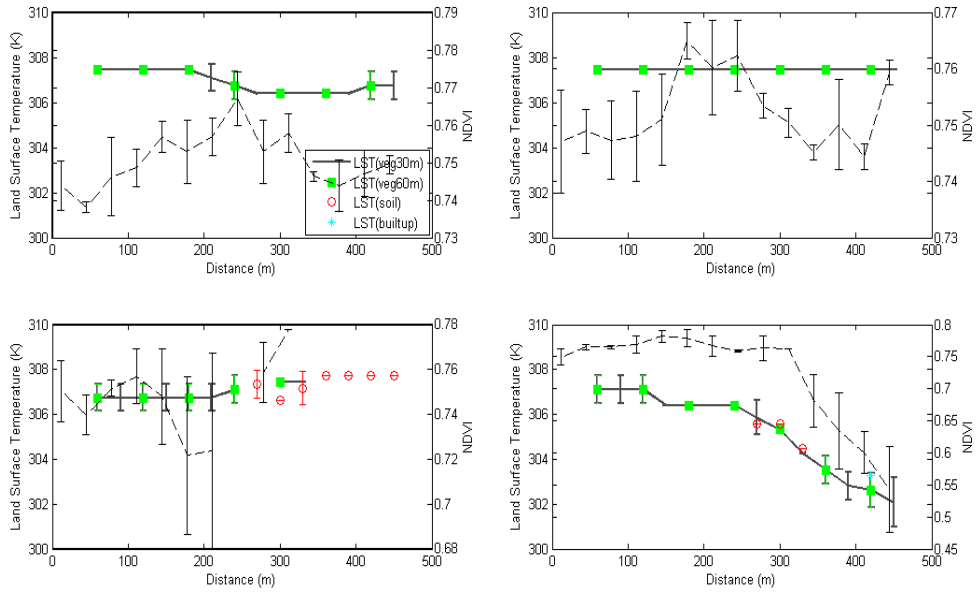 310
308
306
304
302
300
Land Surface Temperature (K)
0.79
0.78
0.77
0.76
0.75
0.74
0.73
NDVI
LST(veg30m)
LST(veg60m)
LST(soil)
LST(builtup)
0 100 200 300 400 500
Distance (m)
310
308
306
304
302
300
Land Surface Temperature (K)
0.77
0.76
0.75
0.74
0.73
NDVI
0 100 200 300 400 500
Distance (m)
310
308
306
304
302
300
Land Surface Temperature (K)
0.78
0.76
0.74
0.72
0.7
0.68
NDVI
0 100 200 300 400 500
Distance (m)
310
308
306
304
302
300
Land Surface Temperature (K)
0.8
0.75
0.7
0.65
0.6
0.55
0.5
0.45
NDVI
0 100 200 300 400 500
Distance (m)